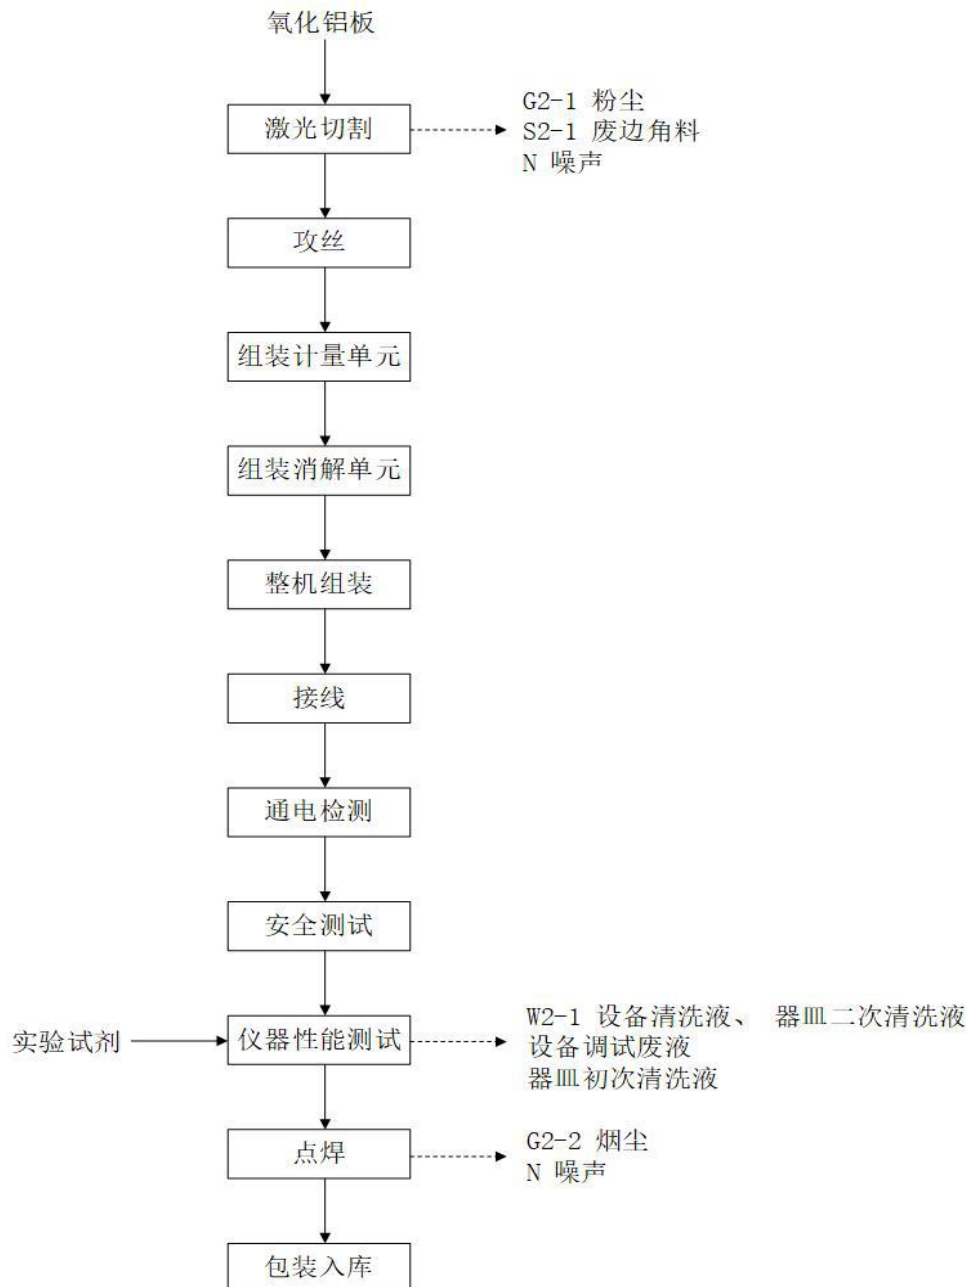 氧化铝板
激光切割
G2-1 粉尘
S2-1 废边角料
N 噪声
攻丝
组装计量单元
组装消解单元
整机组装
接线
通电检测
安全测试
实验试剂
仪器性能测试
W2-1 设备清洗液、 器皿二次清洗液
设备调试废液
器皿初次清洗液
点焊
G2-2 烟尘
N 噪声
包装入库